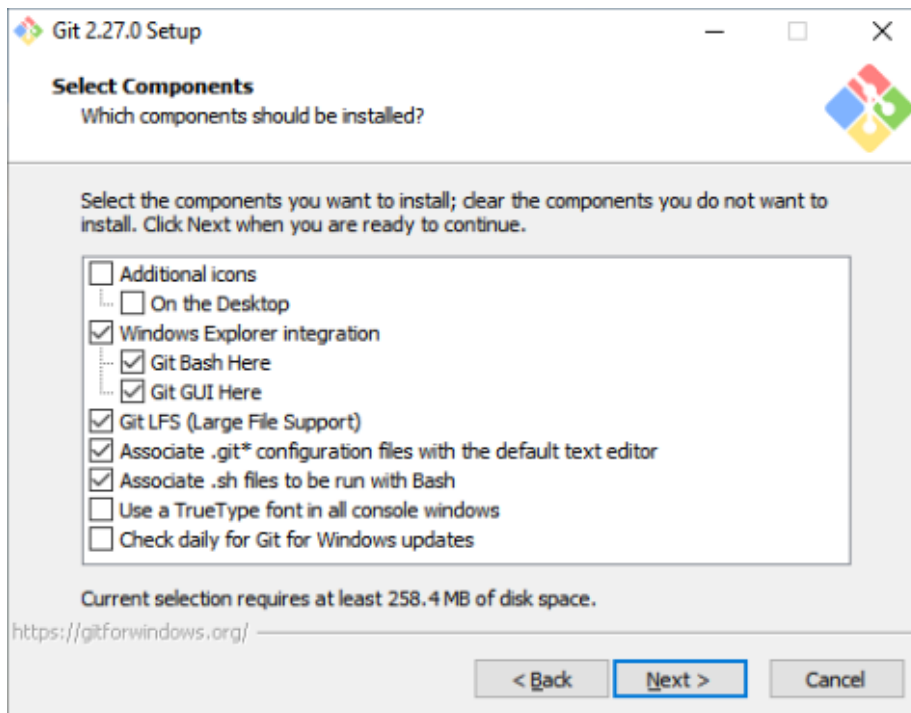 Git 2.27.0 Setup
Select Components
Which components should be installed?
Select the components you want to install; clear the components you do not want to
install. Click Next when you are ready to continue.
Additional icons
On the Desktop
Windows Explorer integration
Git Bash Here
Git GUI Here
Git LFS (Large File Support)
Associate .git* configuration files with the default text editor
Associate .sh files to be run with Bash
Use a TrueType font in all console windows
Check daily for Git for Windows updates
Current selection requires at least 258.4 MB of disk space.
https://gitforwindows.org/
< Back
Next >
Cancel